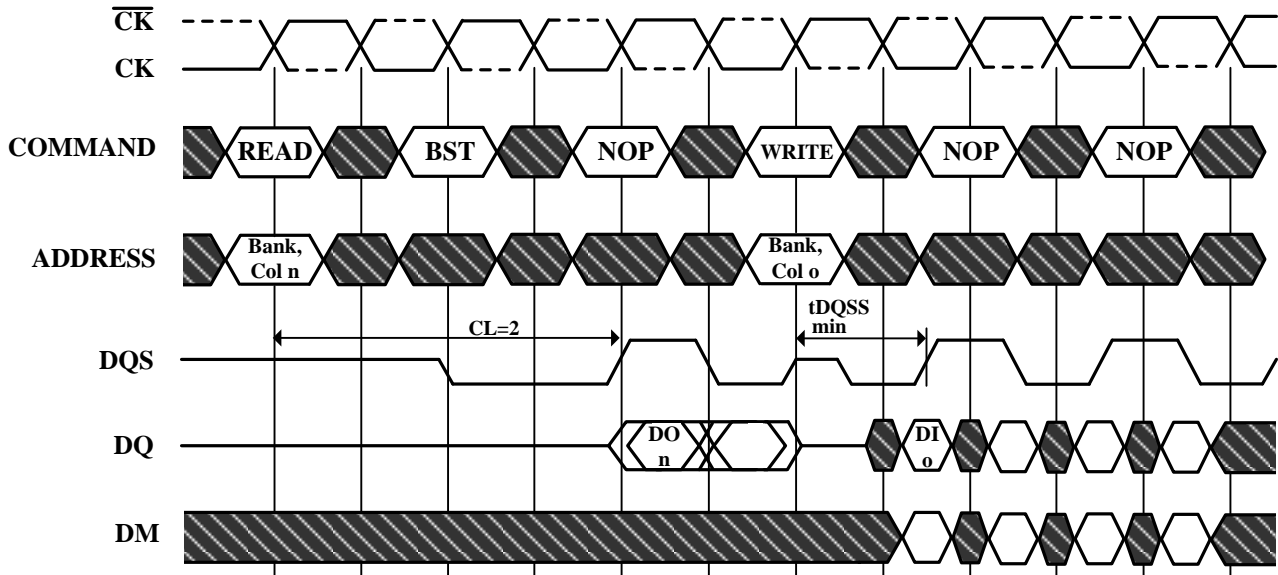 CK
CK
COMMAND
READ
BST
NOP
WRITE
NOP
NOP
ADDRESS
Bank,
Col n
Bank,
Col o
CL=2
tDQSS
min
DQS
DQ
DO
n
DI
o
DM